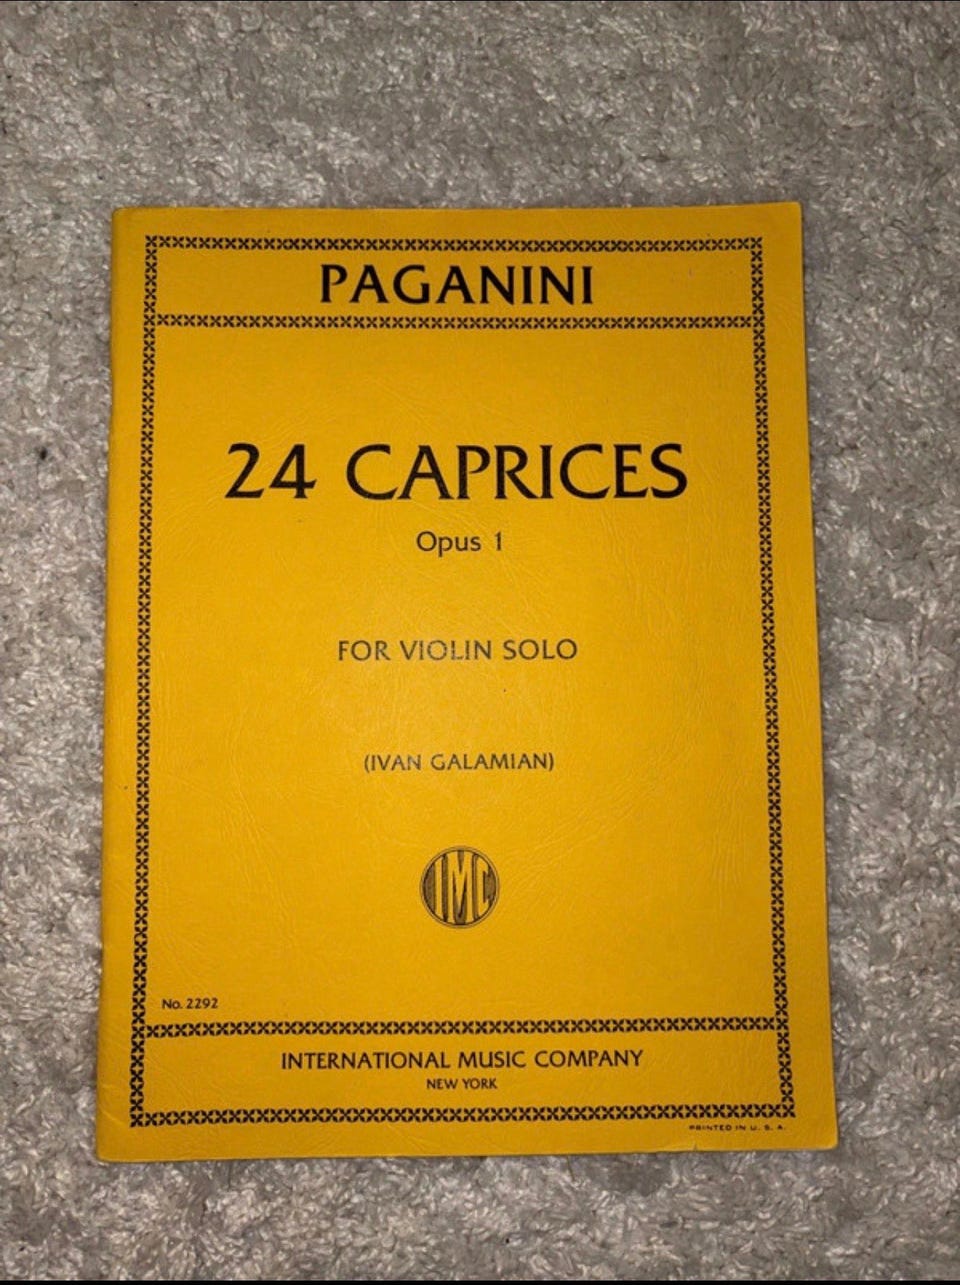 PAGANINI
24 CAPRICES
Opus 1
FOR VIOLIN SOLO
(IVAN GALAMIAN)
IMC
No. 2292
INTERNATIONAL MUSIC COMPANY
NEW YORK
PRINTED IN U. S. A.